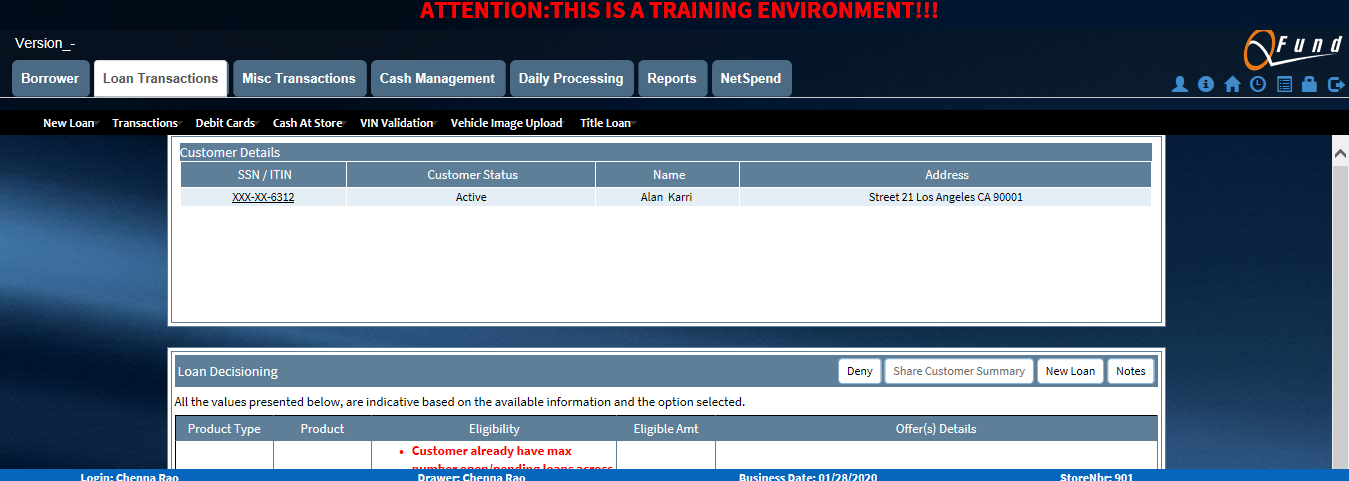 ATTENTION:THIS IS A TRAINING ENVIRONMENT!!!
Version_-
QFund
Borrower Loan Transactions Misc Transactions Cash Management Daily Processing Reports NetSpend
New Loan Transactions Debit Cards Cash At Store VIN Validation Vehicle Image Upload Title Loan
Customer Details
SSN / ITIN Customer Status Name Address
XXX-XX-6312 Active Alan Karri Street 21 Los Angeles CA 90001
Loan Decisioning Deny Share Customer Summary New Loan Notes
All the values presented below, are indicative based on the available information and the option selected.
Product Type Product Eligibility Eligible Amt Offer(s) Details
• Customer already have max
number open/pending loans across
Login: Chenna Rao Drawer: Chenna Rao Business Date: 01/28/2020 StoreNbr: 901